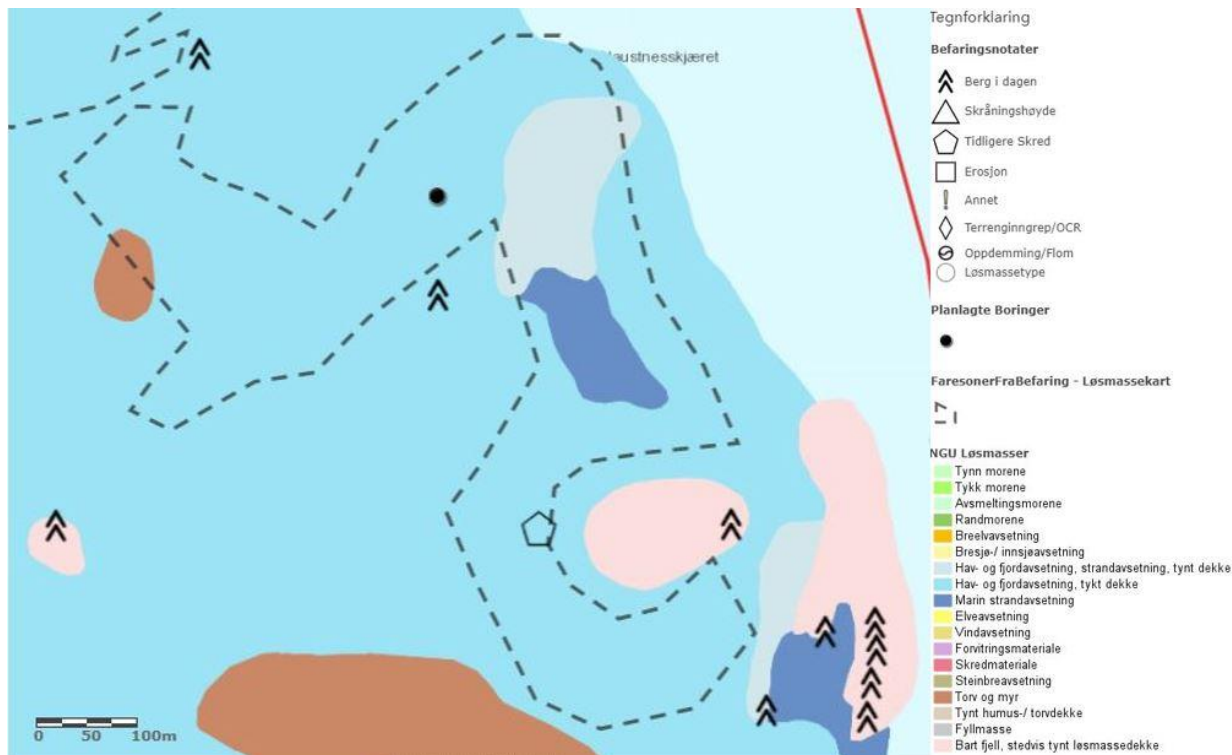 Tegnforklaring
Befaringsnotater
Berg i dagen
Skråningshøyde
Tidligere Skred
Erosjon
! Annet
Terrenginngrep/OCR
Oppdemming/Flom
Løsmassetype
Planlagte Boringer
FaresonerFraBefaring - Løsmassekart
NGU Løsmasser
Tynn morene
Tykk morene
Avsmeltingsmorene
Randmorene
Breelvavsetning
Bresjø-/ innsjøavsetning
Hav- og fjordavsetning, strandavsetning, tynt dekke
Hav- og fjordavsetning, tykt dekke
Marin strandavsetning
Elveavsetning
Vindavsetning
Forvitringsmateriale
Skredmateriale
Steinbreavsetning
Torv og myr
Tynt humus-/ torvdekke
Fyllmasse
Bart fjell, stedvis tynt løsmassedekke
0 50 100m